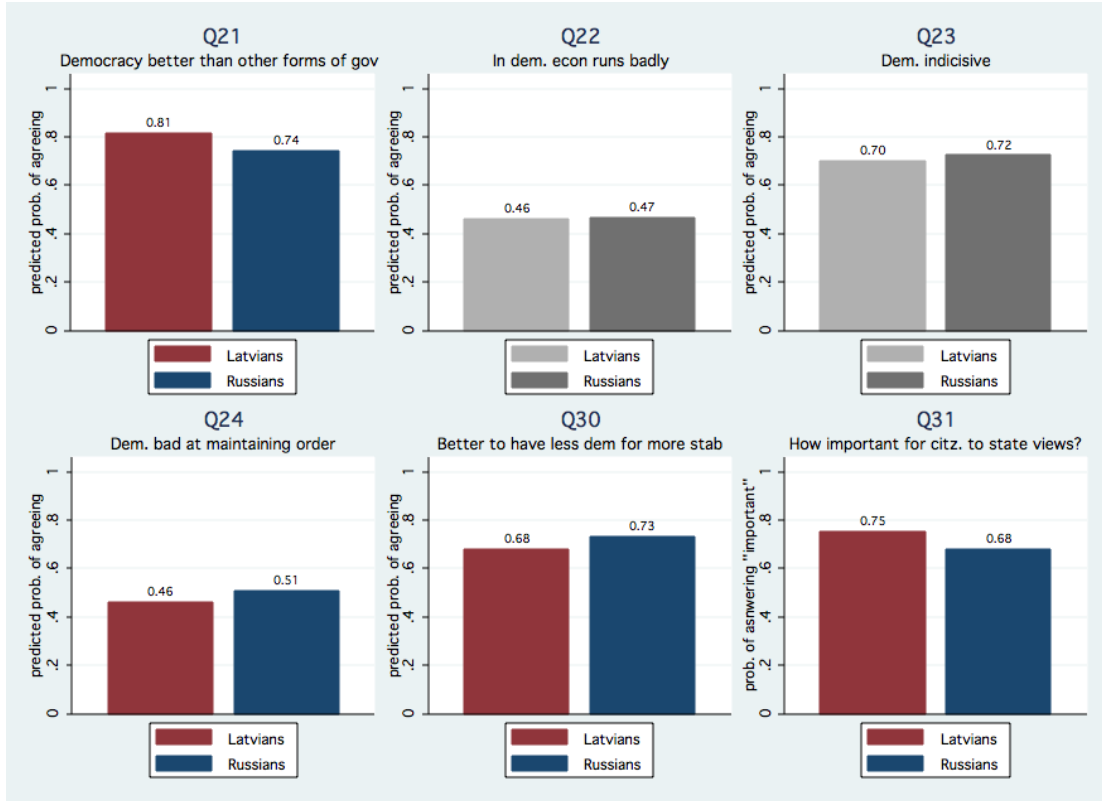 Q21
Democracy better than other forms of gov
predicted prob. of agreeing
0 .2 .4 .6 .8 1
0.81
0.74
Latvians
Russians
Q22
In dem. econ runs badly
predicted prob. of agreeing
0 .2 .4 .6 .8 1
0.46
0.47
Latvians
Russians
Q23
Dem. indicisive
predicted prob. of agreeing
0 .2 .4 .6 .8 1
0.70
0.72
Latvians
Russians
Q24
Dem. bad at maintaining order
predicted prob. of agreeing
0 .2 .4 .6 .8 1
0.46
0.51
Latvians
Russians
Q30
Better to have less dem for more stab
predicted prob. of agreeing
0 .2 .4 .6 .8 1
0.68
0.73
Latvians
Russians
Q31
How important for citz. to state views?
prob. of asnwering "important"
0 .2 .4 .6 .8 1
0.75
0.68
Latvians
Russians